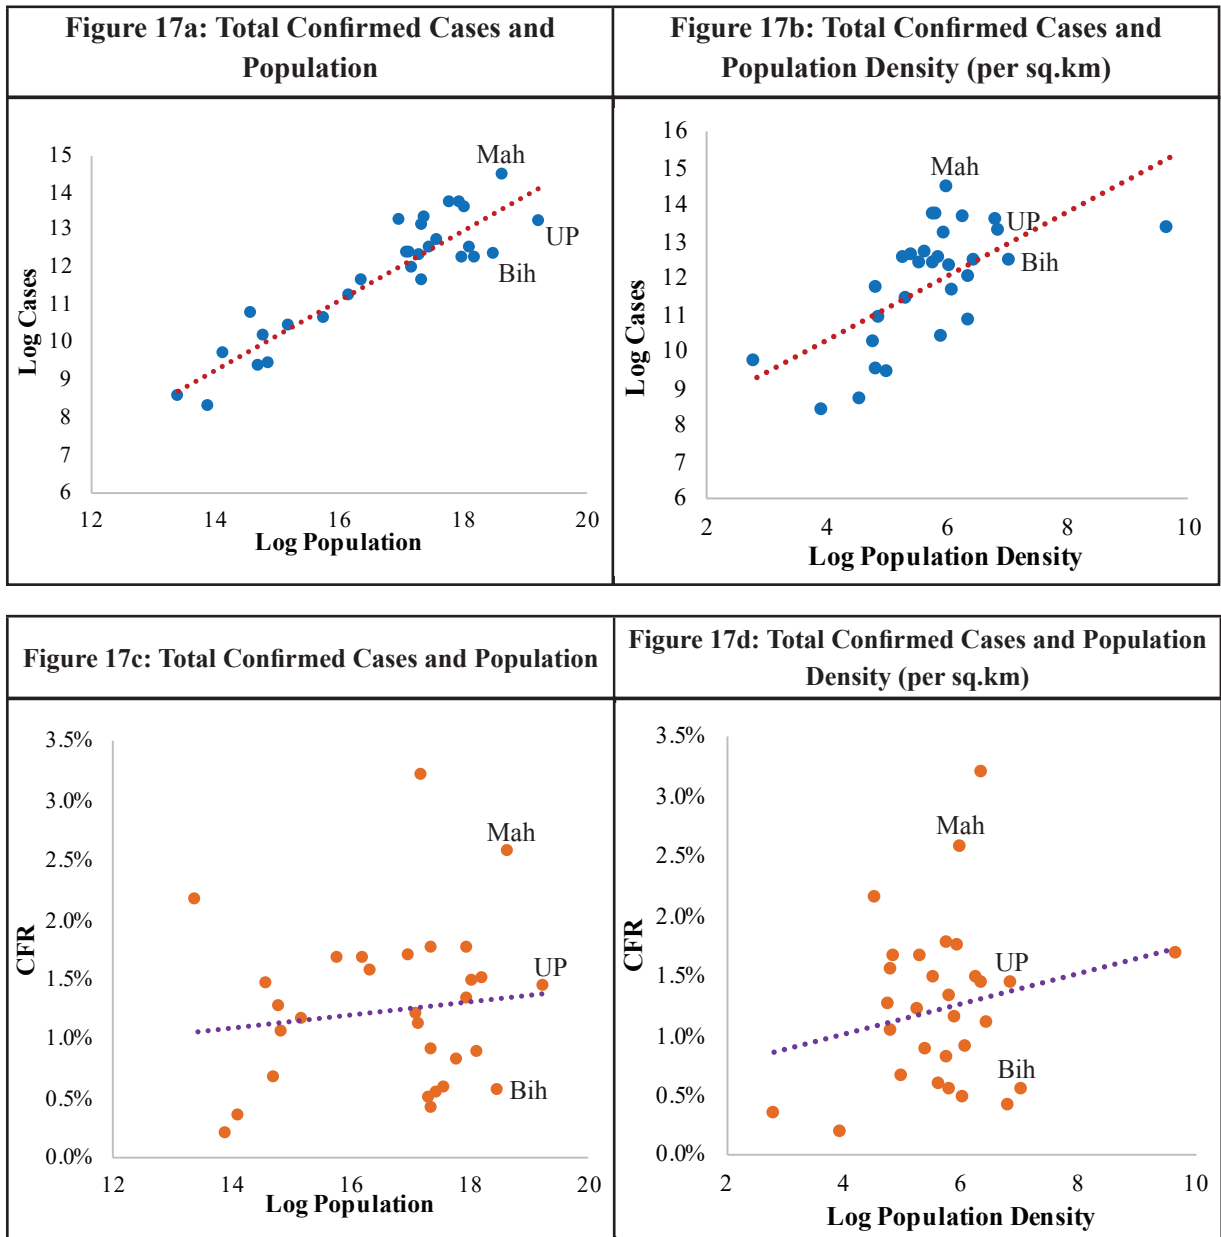 Figure 17a: Total Confirmed Cases and
Population
Figure 17b: Total Confirmed Cases and
Population Density (per sq.km)
15
14
13
12
11
10
9
8
7
6
12
14
16
18
20
Log Cases
Log Population
Mah
UP
Bih
16
15
14
13
12
11
10
9
8
7
6
2
4
6
8
10
Log Cases
Log Population Density
Mah
UP
Bih
Figure 17c: Total Confirmed Cases and Population
Figure 17d: Total Confirmed Cases and Population
Density (per sq.km)
3.5%
3.0%
2.5%
2.0%
1.5%
1.0%
0.5%
0.0%
12
14
16
18
20
CFR
Log Population
Mah
UP
Bih
3.5%
3.0%
2.5%
2.0%
1.5%
1.0%
0.5%
0.0%
2
4
6
8
10
CFR
Log Population Density
Mah
UP
Bih